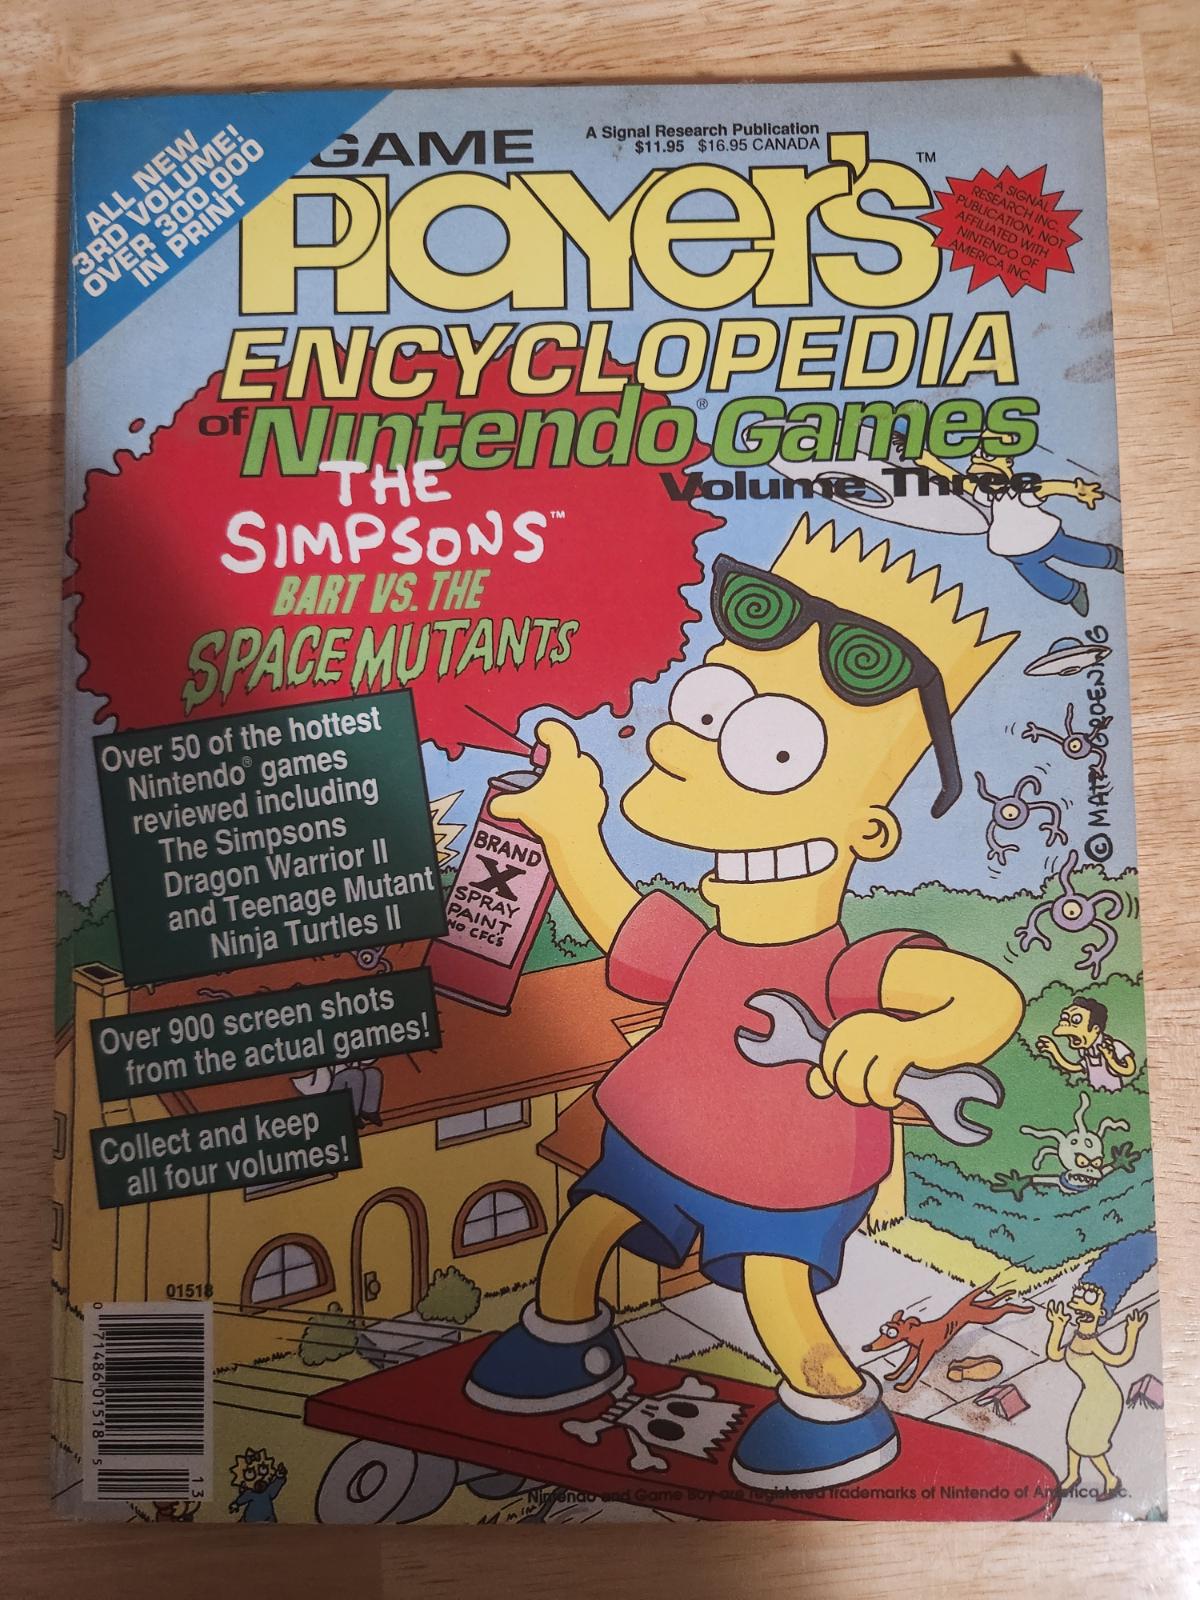 ALL NEW
3RD VOLUME!
OVER 300,000
IN PRINT
GAME
A Signal Research Publication
$11.95 $16.95 CANADA
PLAYER'S™
A SIGNAL
RESEARCH INC.
PUBLICATION, NOT
AFFILIATED WITH
NINTENDO OF
AMERICA INC.
ENCYCLOPEDIA
of Nintendo® Games
Volume Three
THE
SIMPSONS™
BART VS. THE
SPACE MUTANTS
© MATT GROENING
Over 50 of the hottest
Nintendo® games
reviewed including
The Simpsons
Dragon Warrior II
and Teenage Mutant
Ninja Turtles II
BRAND
X
SPRAY
PAINT
NO CFC'S
Over 900 screen shots
from the actual games!
Collect and keep
all four volumes!
01518
0 71486 01518 5
13
Nintendo and Game Boy are registered trademarks of Nintendo of America Inc.